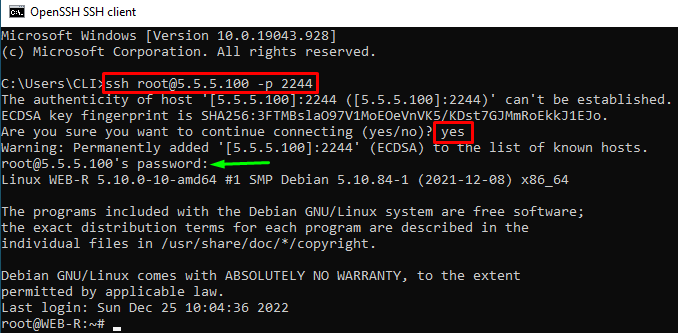 OpenSSH SSH client
Microsoft Windows [Version 10.0.19043.928]
(c) Microsoft Corporation. All rights reserved.
C:\Users\CLI>ssh root@5.5.5.100 -p 2244
The authenticity of host '[5.5.5.100]:2244 ([5.5.5.100]:2244)' can't be established.
ECDSA key fingerprint is SHA256:3FTMBslaO97V1MoEOeVnVK5/KDst7GJMmRoEkkJ1EJo.
Are you sure you want to continue connecting (yes/no)? yes
Warning: Permanently added '[5.5.5.100]:2244' (ECDSA) to the list of known hosts.
root@5.5.5.100's password:
Linux WEB-R 5.10.0-10-amd64 #1 SMP Debian 5.10.84-1 (2021-12-08) x86_64
The programs included with the Debian GNU/Linux system are free software;
the exact distribution terms for each program are described in the
individual files in /usr/share/doc/*/copyright.
Debian GNU/Linux comes with ABSOLUTELY NO WARRANTY, to the extent
permitted by applicable law.
Last login: Sun Dec 25 10:04:36 2022
root@WEB-R:~#